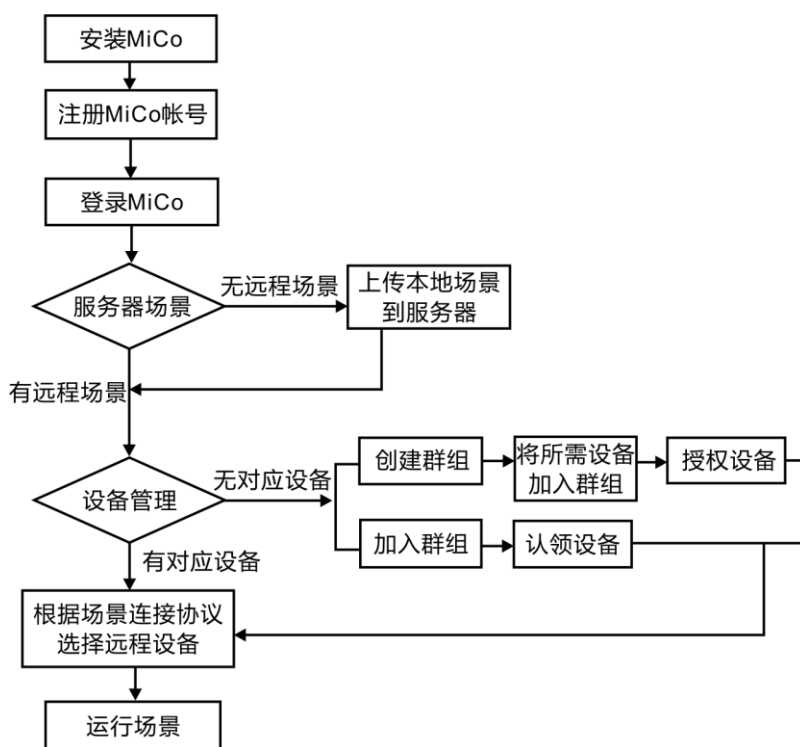 安装MiCo
注册MiCo帐号
登录MiCo
服务器场景
无远程场景
上传本地场景
到服务器
有远程场景
设备管理
无对应设备
创建群组
将所需设备
加入群组
授权设备
加入群组
认领设备
有对应设备
根据场景连接协议
选择远程设备
运行场景